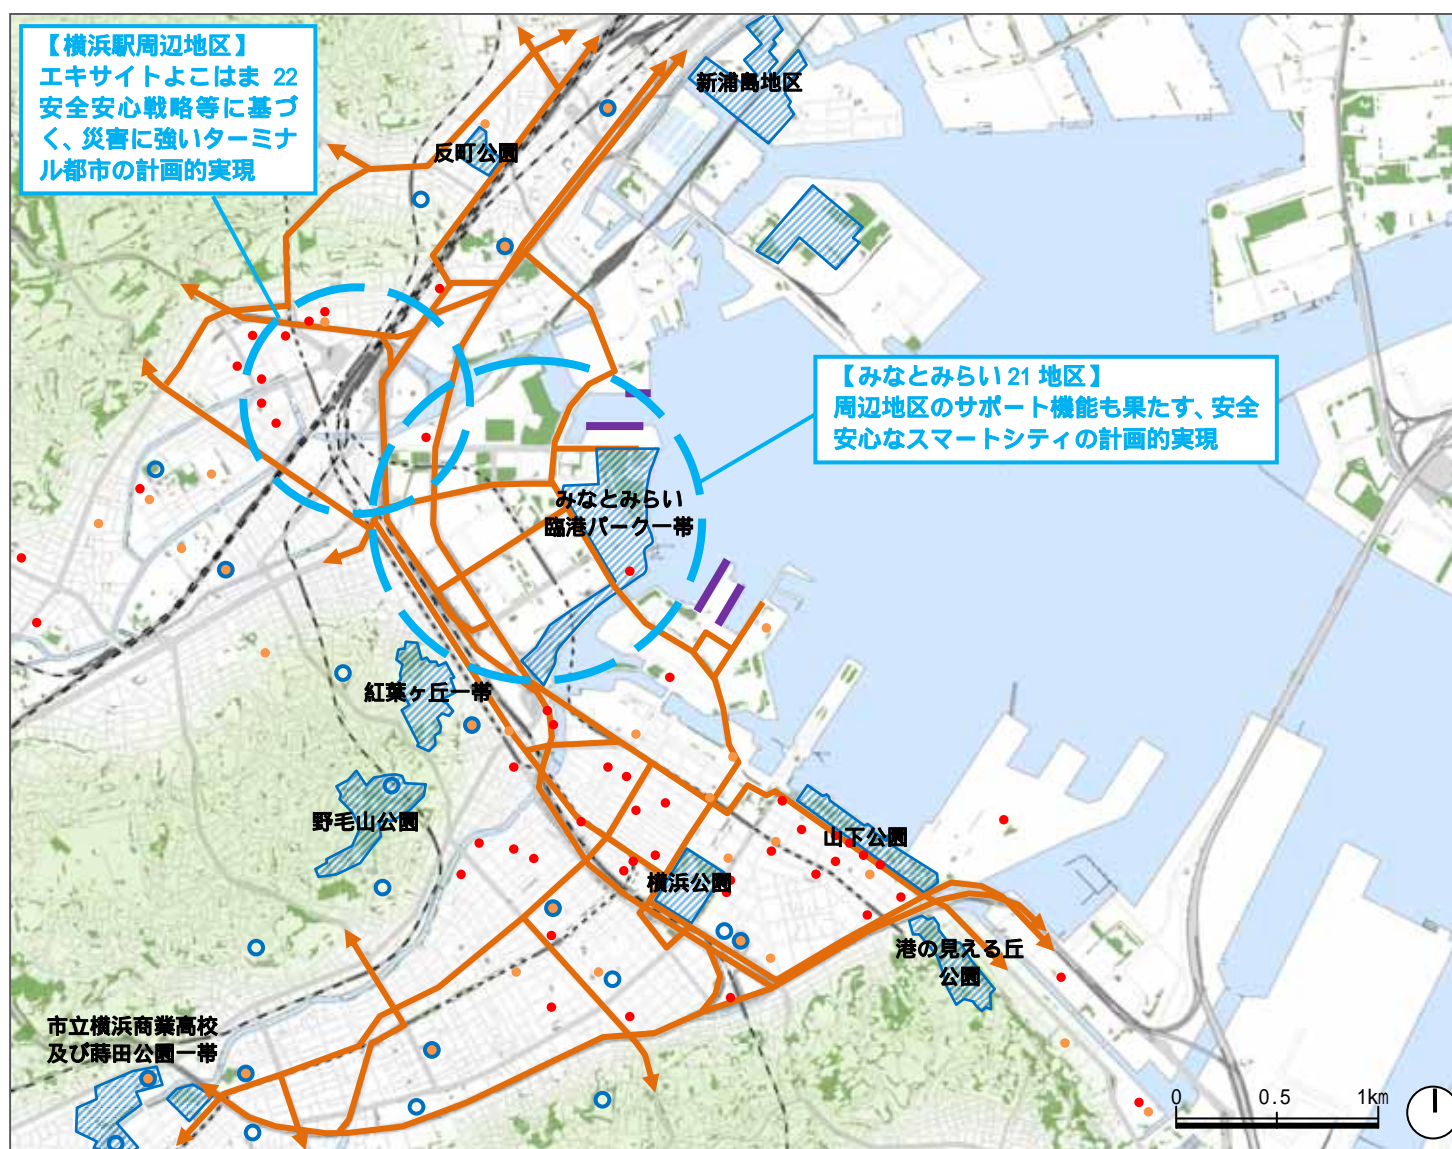 【横浜駅周辺地区】
エキサイトよこはま 22
安全安心戦略等に基づ
く、災害に強いターミナ
ル都市の計画的実現
新浦島地区
反町公園
【みなとみらい 21 地区】
周辺地区のサポート機能も果たす、安全
安心なスマートシティの計画的実現
みなとみらい
臨港パーク一帯
紅葉ヶ丘一帯
野毛山公園
山下公園
横浜公園
港の見える丘
公園
市立横浜商業高校
及び蒔田公園一帯
0 0.5 1km